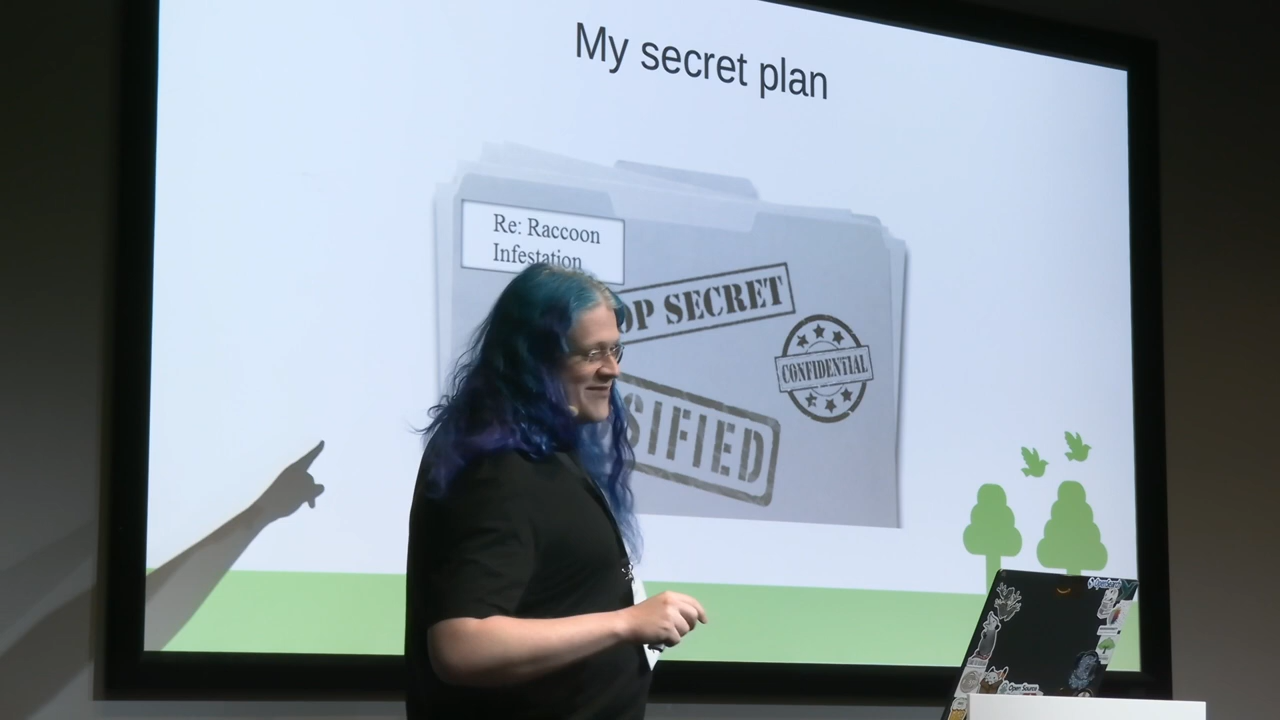 My secret plan
Re: Raccoon
Infestation
OP SECRET
CONFIDENTIAL
SIFIED
Open Source